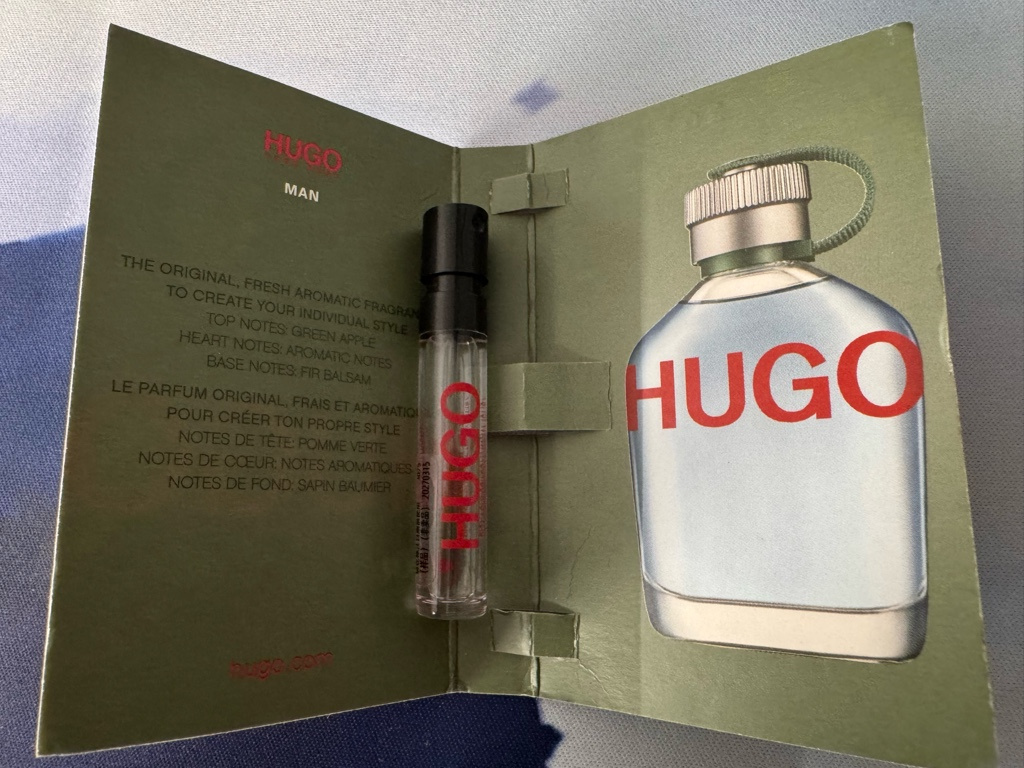 HUGO
MAN
THE ORIGINAL, FRESH AROMATIC
TO CREATE YOUR INDIVIDUAL STYLE
TOP NOTES: GREEN APPLE
HEART NOTES: AROMATIC NOTES
BASE NOTES: FIR BALSAM
LE PARFUM ORIGINAL, FRAIS ET
POUR CRÉER TON PROPRE STYLE
NOTES DE TÊTE: POMME VERTE
NOTES DE CŒUR: NOTES AROMATIQUES
NOTES DE FOND: SAPIN BAUMIER
hugo.com
HUGO
20270315
HUGO